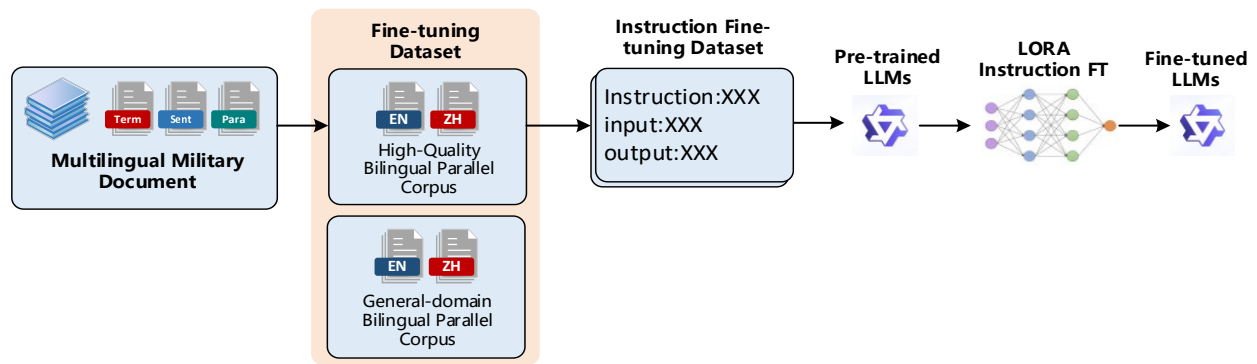 Term
Sent
Para
Multilingual Military
Document
Fine-tuning
Dataset
EN
ZH
High-Quality
Bilingual Parallel
Corpus
EN
ZH
General-domain
Bilingual Parallel
Corpus
Instruction Fine-
tuning Dataset
Instruction:XXX
input:XXX
output:XXX
Pre-trained
LLMs
LORA
Instruction FT
Fine-tuned
LLMs